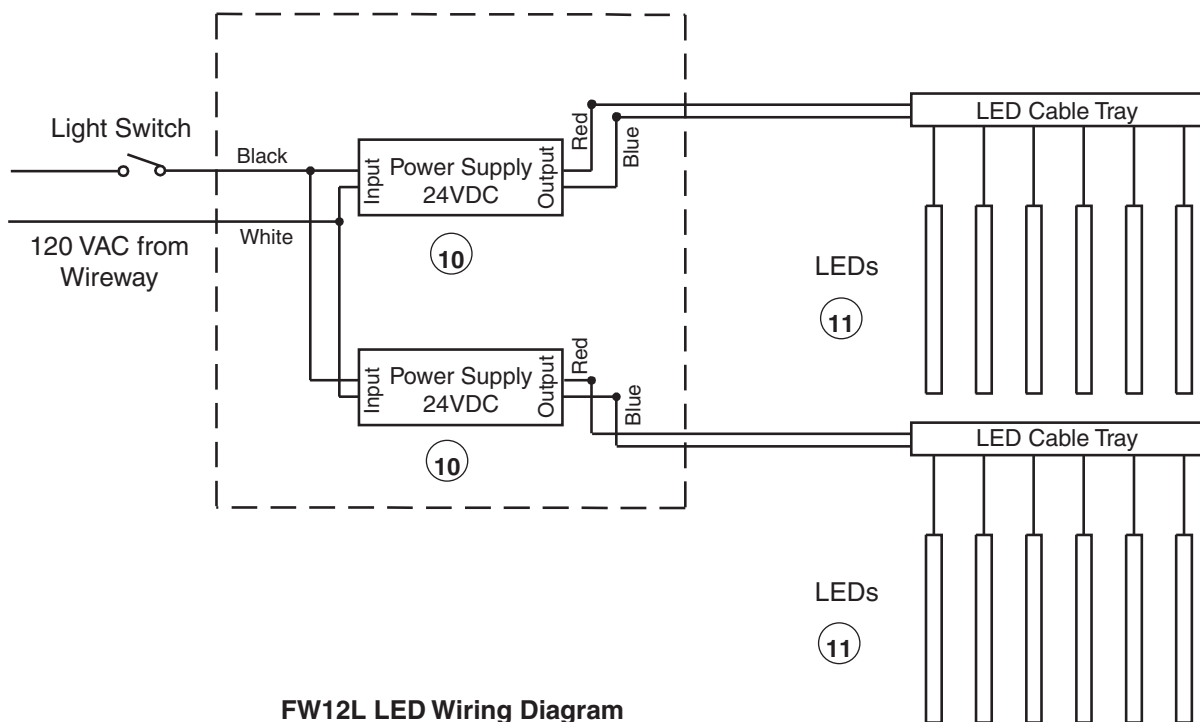 Light Switch
Black
White
120 VAC from
Wireway
Input
Power Supply
24VDC
Output
Red
Blue
10
LED Cable Tray
LEDs
11
Input
Power Supply
24VDC
Output
Red
Blue
10
LED Cable Tray
LEDs
11
FW12L LED Wiring Diagram